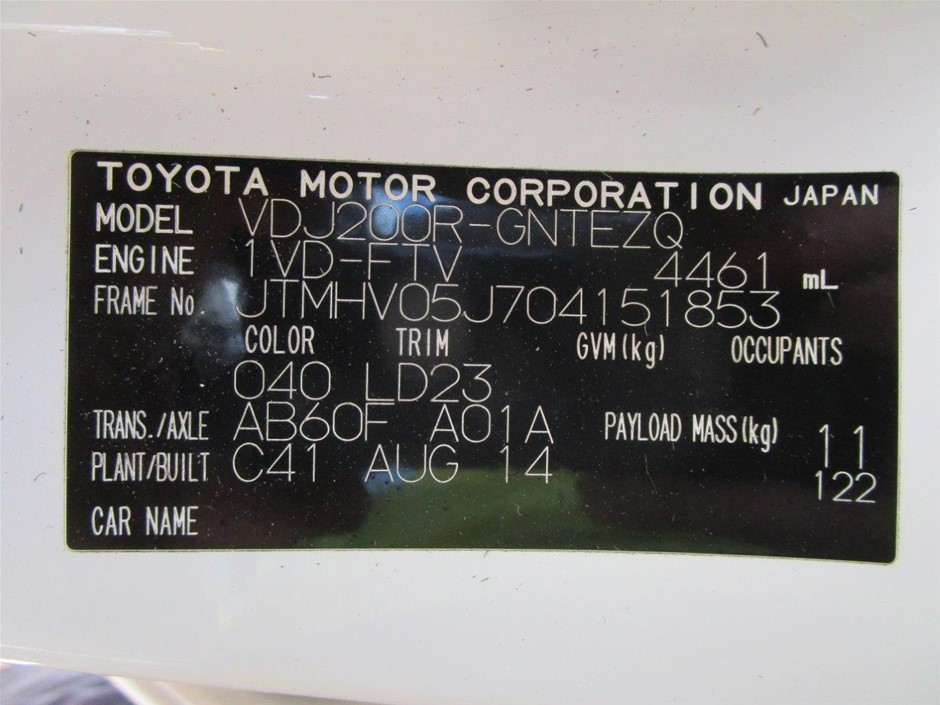 TOYOTA MOTOR CORPORATION JAPAN
MODEL VDJ200R-GNTEZQ
ENGINE 1VD-FTV 4461 mL
FRAME No. JTMHV05J704151853
COLOR TRIM GVM(kg) OCCUPANTS
040 LD23
TRANS./AXLE AB60F A01A PAYLOAD MASS(kg) 11
PLANT/BUILT C41 AUG 14 122
CAR NAME